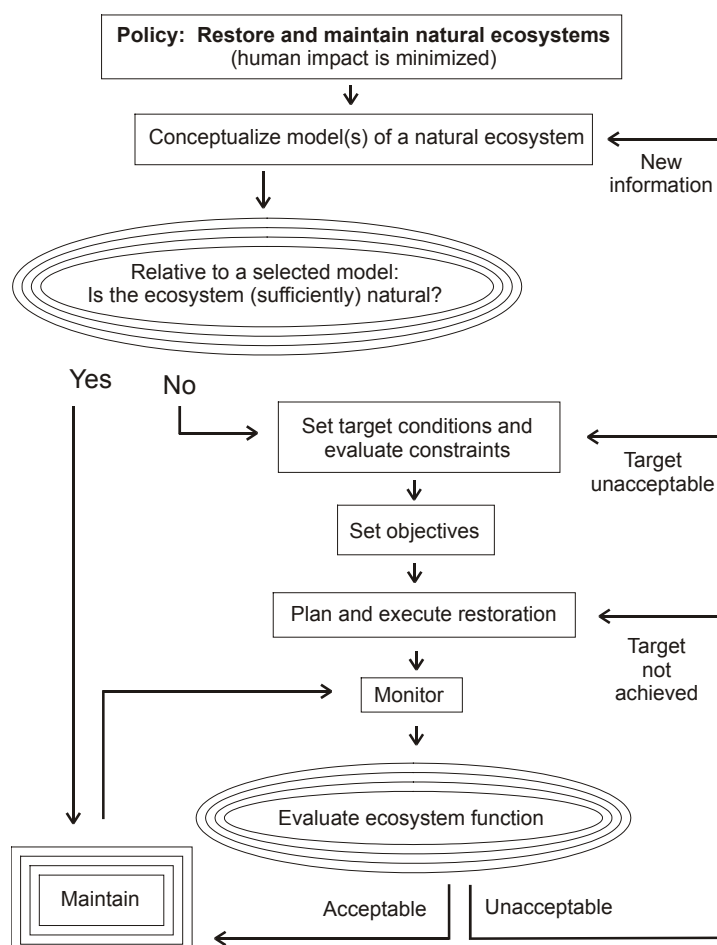 Policy: Restore and maintain natural ecosystems
(human impact is minimized)
Conceptualize model(s) of a natural ecosystem
New
information
Relative to a selected model:
Is the ecosystem (sufficiently) natural?
Yes
No
Set target conditions and
evaluate constraints
Target
unacceptable
Set objectives
Plan and execute restoration
Target
not
achieved
Monitor
Evaluate ecosystem function
Maintain
Acceptable
Unacceptable